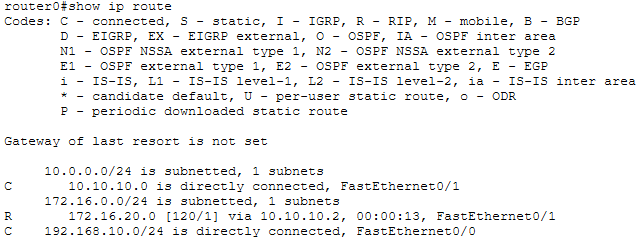 router0#show ip route
Codes: C - connected, S - static, I - IGRP, R - RIP, M - mobile, B - BGP
       D - EIGRP, EX - EIGRP external, O - OSPF, IA - OSPF inter area
       N1 - OSPF NSSA external type 1, N2 - OSPF NSSA external type 2
       E1 - OSPF external type 1, E2 - OSPF external type 2, E - EGP
       i - IS-IS, L1 - IS-IS level-1, L2 - IS-IS level-2, ia - IS-IS inter area
       * - candidate default, U - per-user static route, o - ODR
       P - periodic downloaded static route

Gateway of last resort is not set

     10.0.0.0/24 is subnetted, 1 subnets
C       10.10.10.0 is directly connected, FastEthernet0/1
     172.16.0.0/24 is subnetted, 1 subnets
R       172.16.20.0 [120/1] via 10.10.10.2, 00:00:13, FastEthernet0/1
C    192.168.10.0/24 is directly connected, FastEthernet0/0